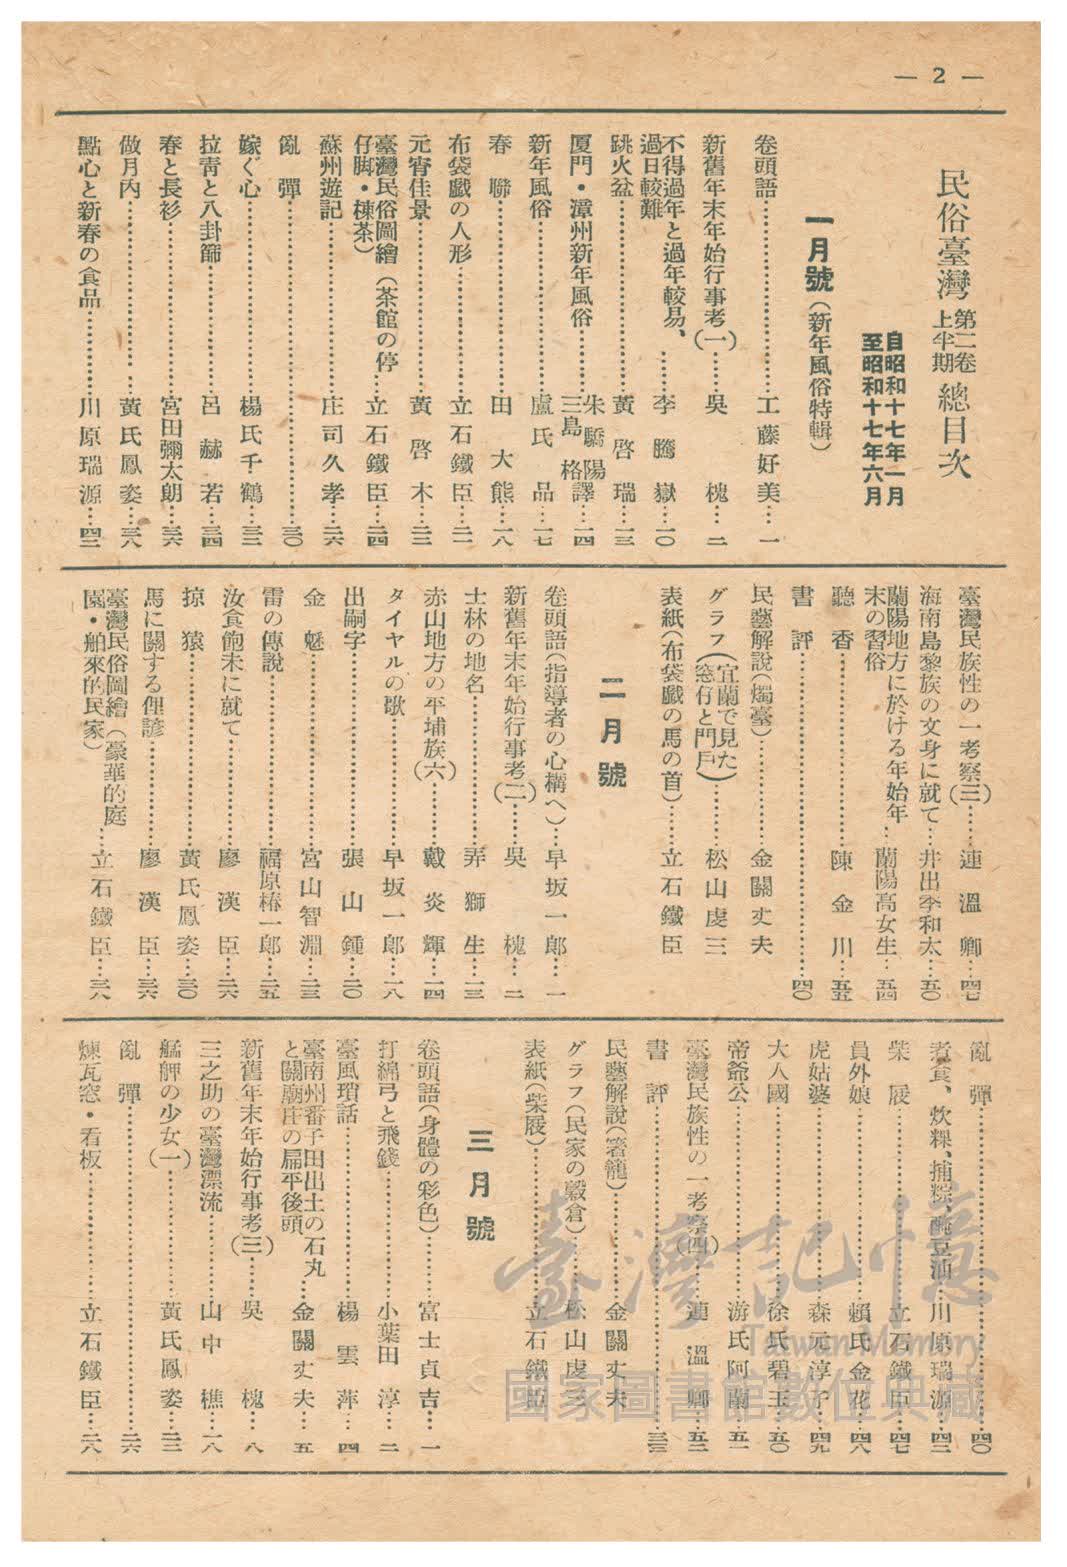 — 2 —
民俗臺灣 第二卷上半期 總目次
自昭和十七年一月
至昭和十七年六月
一月號（新年風俗特輯）
卷頭語……工藤好美…一
新舊年末年始行事考（一）……吳槐…二
不得過年と過年較易、過日較難……李騰嶽…一〇
跳火盆……黃啓瑞…一三
厦門・漳州新年風俗……朱驕陽 三島格譯…一四
新年風俗……盧氏品…一七
春聯……田大熊…一八
布袋戲の人形……立石鐵臣…二一
元宵佳景……黃啓木…二二
臺灣民俗圖繪（茶館の停仔脚・棟茶）……立石鐵臣…二四
蘇州遊記……庄司久孝…二六
亂彈……三〇
嫁ぐ心……楊氏千鶴…三二
拉靑と八卦篩……呂赫若…三四
春と長衫……宮田彌太朗…三六
做月內……黃氏鳳姿…三八
點心と新春の食品……川原瑞源…四二
臺灣民族性の一考察（三）……連溫卿…四七
海南島黎族の文身に就て…井出季和太…五〇
蘭陽地方に於ける年始年末の習俗…蘭陽高女生…五四
聽香……陳金川…五五
書評……四〇
民藝解說（燭臺）……金關丈夫
グラフ（宜蘭で見た窓仔と門戶）……松山虔三
表紙（布袋戲の馬の首）……立石鐵臣
二月號
卷頭語（指導者の心構へ）…早坂一郎…一
新舊年末年始行事考（二）…吳槐…二
士林の地名……弄獅生…一三
赤山地方の平埔族（六）……戴炎輝…一四
タイヤルの歌……早坂一郎…一八
出嗣字……張山鍾…二〇
金魅……宮山智淵…二三
雷の傳說……福原椿一郎…二五
汝食飽未に就て……廖漢臣…二六
掠猿……黃氏鳳姿…三〇
馬に關する俚諺……廖漢臣…三六
臺灣民俗圖繪（豪華的庭園・舶來的民家）…立石鐵臣…三八
亂彈……四〇
煮食、炊粿、捕粽、醃豆油…川原瑞源…四二
柴屐……立石鐵臣…四七
員外娘……賴氏金花…四八
虎姑婆……森元淳子…四九
大人國……徐氏碧玉…五〇
帝爺公……游氏阿蘭…五一
臺灣民族性の一考察（四）……連溫卿…五二
書評……三三
民藝解說（箸籠）……金關丈夫
グラフ（民家の穀倉）……松山虔三
表紙（柴屐）……立石鐵臣
三月號
卷頭語（身體の彩色）……富士貞吉…一
打綿弓と飛錢……小葉田淳…二
臺風瑣話……楊雲萍…四
臺南州番子田出土の石丸と關廟庄の扁平後頭……金關丈夫…五
新舊年末年始行事考（三）……吳槐…八
三之助の臺灣漂流……山中樵…一八
艋舺の少女（一）……黃氏鳳姿…二二
亂彈……二六
煉瓦窓・看板……立石鐵臣…二八
臺灣記憶
Taiwan Memory
國家圖書館數位典藏